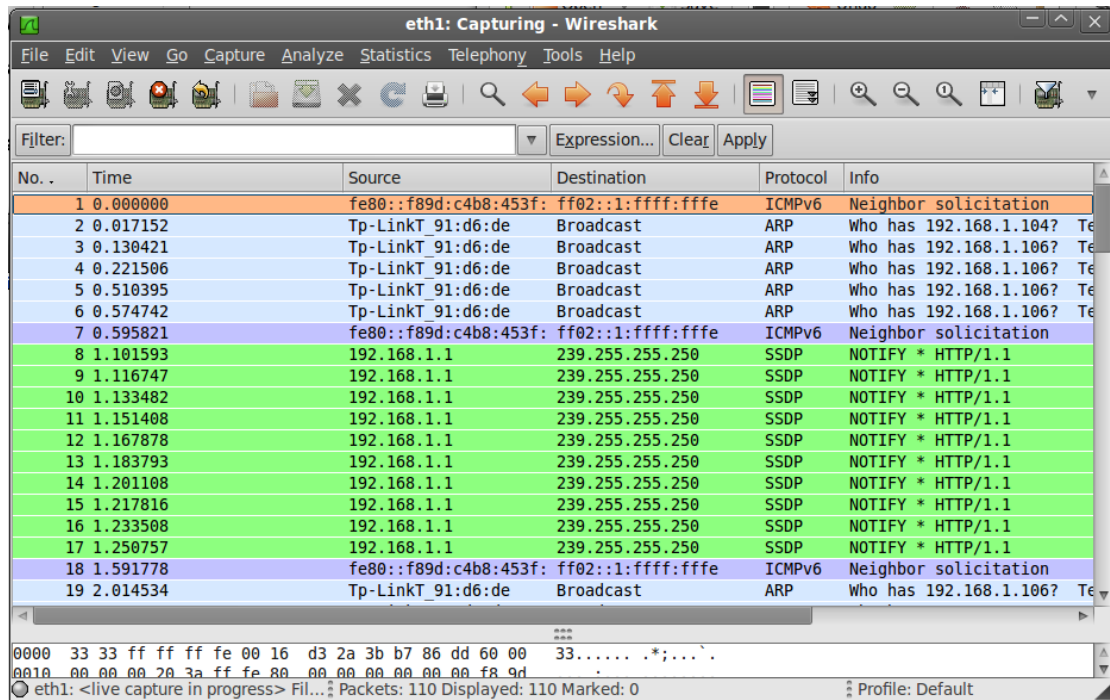 eth1: Capturing - Wireshark
File Edit View Go Capture Analyze Statistics Telephony Tools Help
Filter: Expression... Clear Apply
No. . Time Source Destination Protocol Info
1 0.000000 fe80::f89d:c4b8:453f: ff02::1:ffff:fffe ICMPv6 Neighbor solicitation
2 0.017152 Tp-LinkT_91:d6:de Broadcast ARP Who has 192.168.1.104? Te
3 0.130421 Tp-LinkT_91:d6:de Broadcast ARP Who has 192.168.1.106? Te
4 0.221506 Tp-LinkT_91:d6:de Broadcast ARP Who has 192.168.1.106? Te
5 0.510395 Tp-LinkT_91:d6:de Broadcast ARP Who has 192.168.1.106? Te
6 0.574742 Tp-LinkT_91:d6:de Broadcast ARP Who has 192.168.1.106? Te
7 0.595821 fe80::f89d:c4b8:453f: ff02::1:ffff:fffe ICMPv6 Neighbor solicitation
8 1.101593 192.168.1.1 239.255.255.250 SSDP NOTIFY * HTTP/1.1
9 1.116747 192.168.1.1 239.255.255.250 SSDP NOTIFY * HTTP/1.1
10 1.133482 192.168.1.1 239.255.255.250 SSDP NOTIFY * HTTP/1.1
11 1.151408 192.168.1.1 239.255.255.250 SSDP NOTIFY * HTTP/1.1
12 1.167878 192.168.1.1 239.255.255.250 SSDP NOTIFY * HTTP/1.1
13 1.183793 192.168.1.1 239.255.255.250 SSDP NOTIFY * HTTP/1.1
14 1.201108 192.168.1.1 239.255.255.250 SSDP NOTIFY * HTTP/1.1
15 1.217816 192.168.1.1 239.255.255.250 SSDP NOTIFY * HTTP/1.1
16 1.233508 192.168.1.1 239.255.255.250 SSDP NOTIFY * HTTP/1.1
17 1.250757 192.168.1.1 239.255.255.250 SSDP NOTIFY * HTTP/1.1
18 1.591778 fe80::f89d:c4b8:453f: ff02::1:ffff:fffe ICMPv6 Neighbor solicitation
19 2.014534 Tp-LinkT_91:d6:de Broadcast ARP Who has 192.168.1.106? Te
0000 33 33 ff ff ff fe 00 16 d3 2a 3b b7 86 dd 60 00 33...... .*;...`.
0010 00 00 00 20 3a ff fe 80 00 00 00 00 00 00 f8 9d
eth1: <live capture in progress> Fil... Packets: 110 Displayed: 110 Marked: 0 Profile: Default